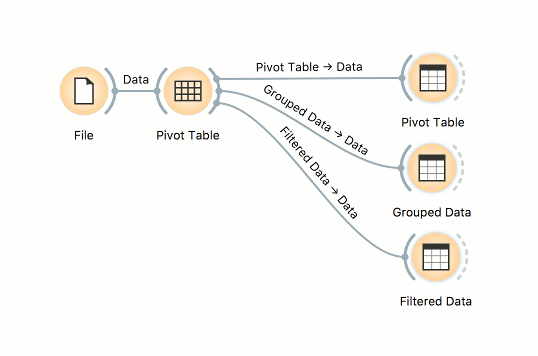 Data
File
Pivot Table
Pivot Table → Data
Grouped Data → Data
Filtered Data → Data
Pivot Table
Grouped Data
Filtered Data